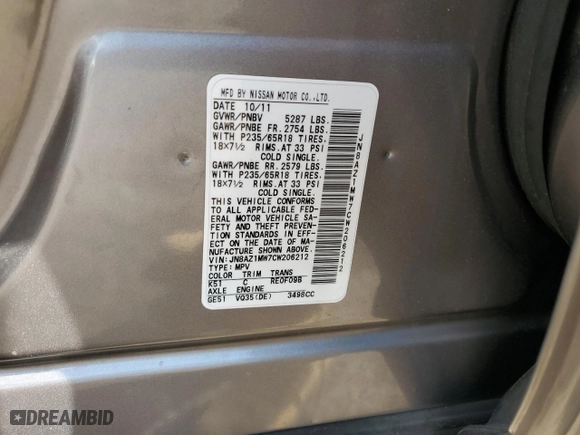 MFD BY NISSAN MOTOR CO.,LTD.
DATE 10/11
GVWR/PNBV 5287 LBS.
GAWR/PNBE FR. 2754 LBS.
WITH P235/65R18 TIRES.
18×7½ RIMS.AT 33 PSI
COLD SINGLE.
GAWR/PNBE RR. 2579 LBS.
WITH P235/65R18 TIRES.
18×7½ RIMS.AT 33 PSI
COLD SINGLE.
THIS VEHICLE CONFORMS
TO ALL APPLICABLE FED-
ERAL MOTOR VEHICLE SA-
FETY AND THEFT PREVEN-
TION STANDARDS IN EFF-
ECT ON THE DATE OF MA-
NUFACTURE SHOWN ABOVE.
VIN:JN8AZ1MW7CW206212
TYPE:MPV
COLOR TRIM TRANS
K51 C RE0F09B
AXLE ENGINE
GE51 VQ35(DE) 3498CC
JN8AZ1MW7CW206212
DREAMBID